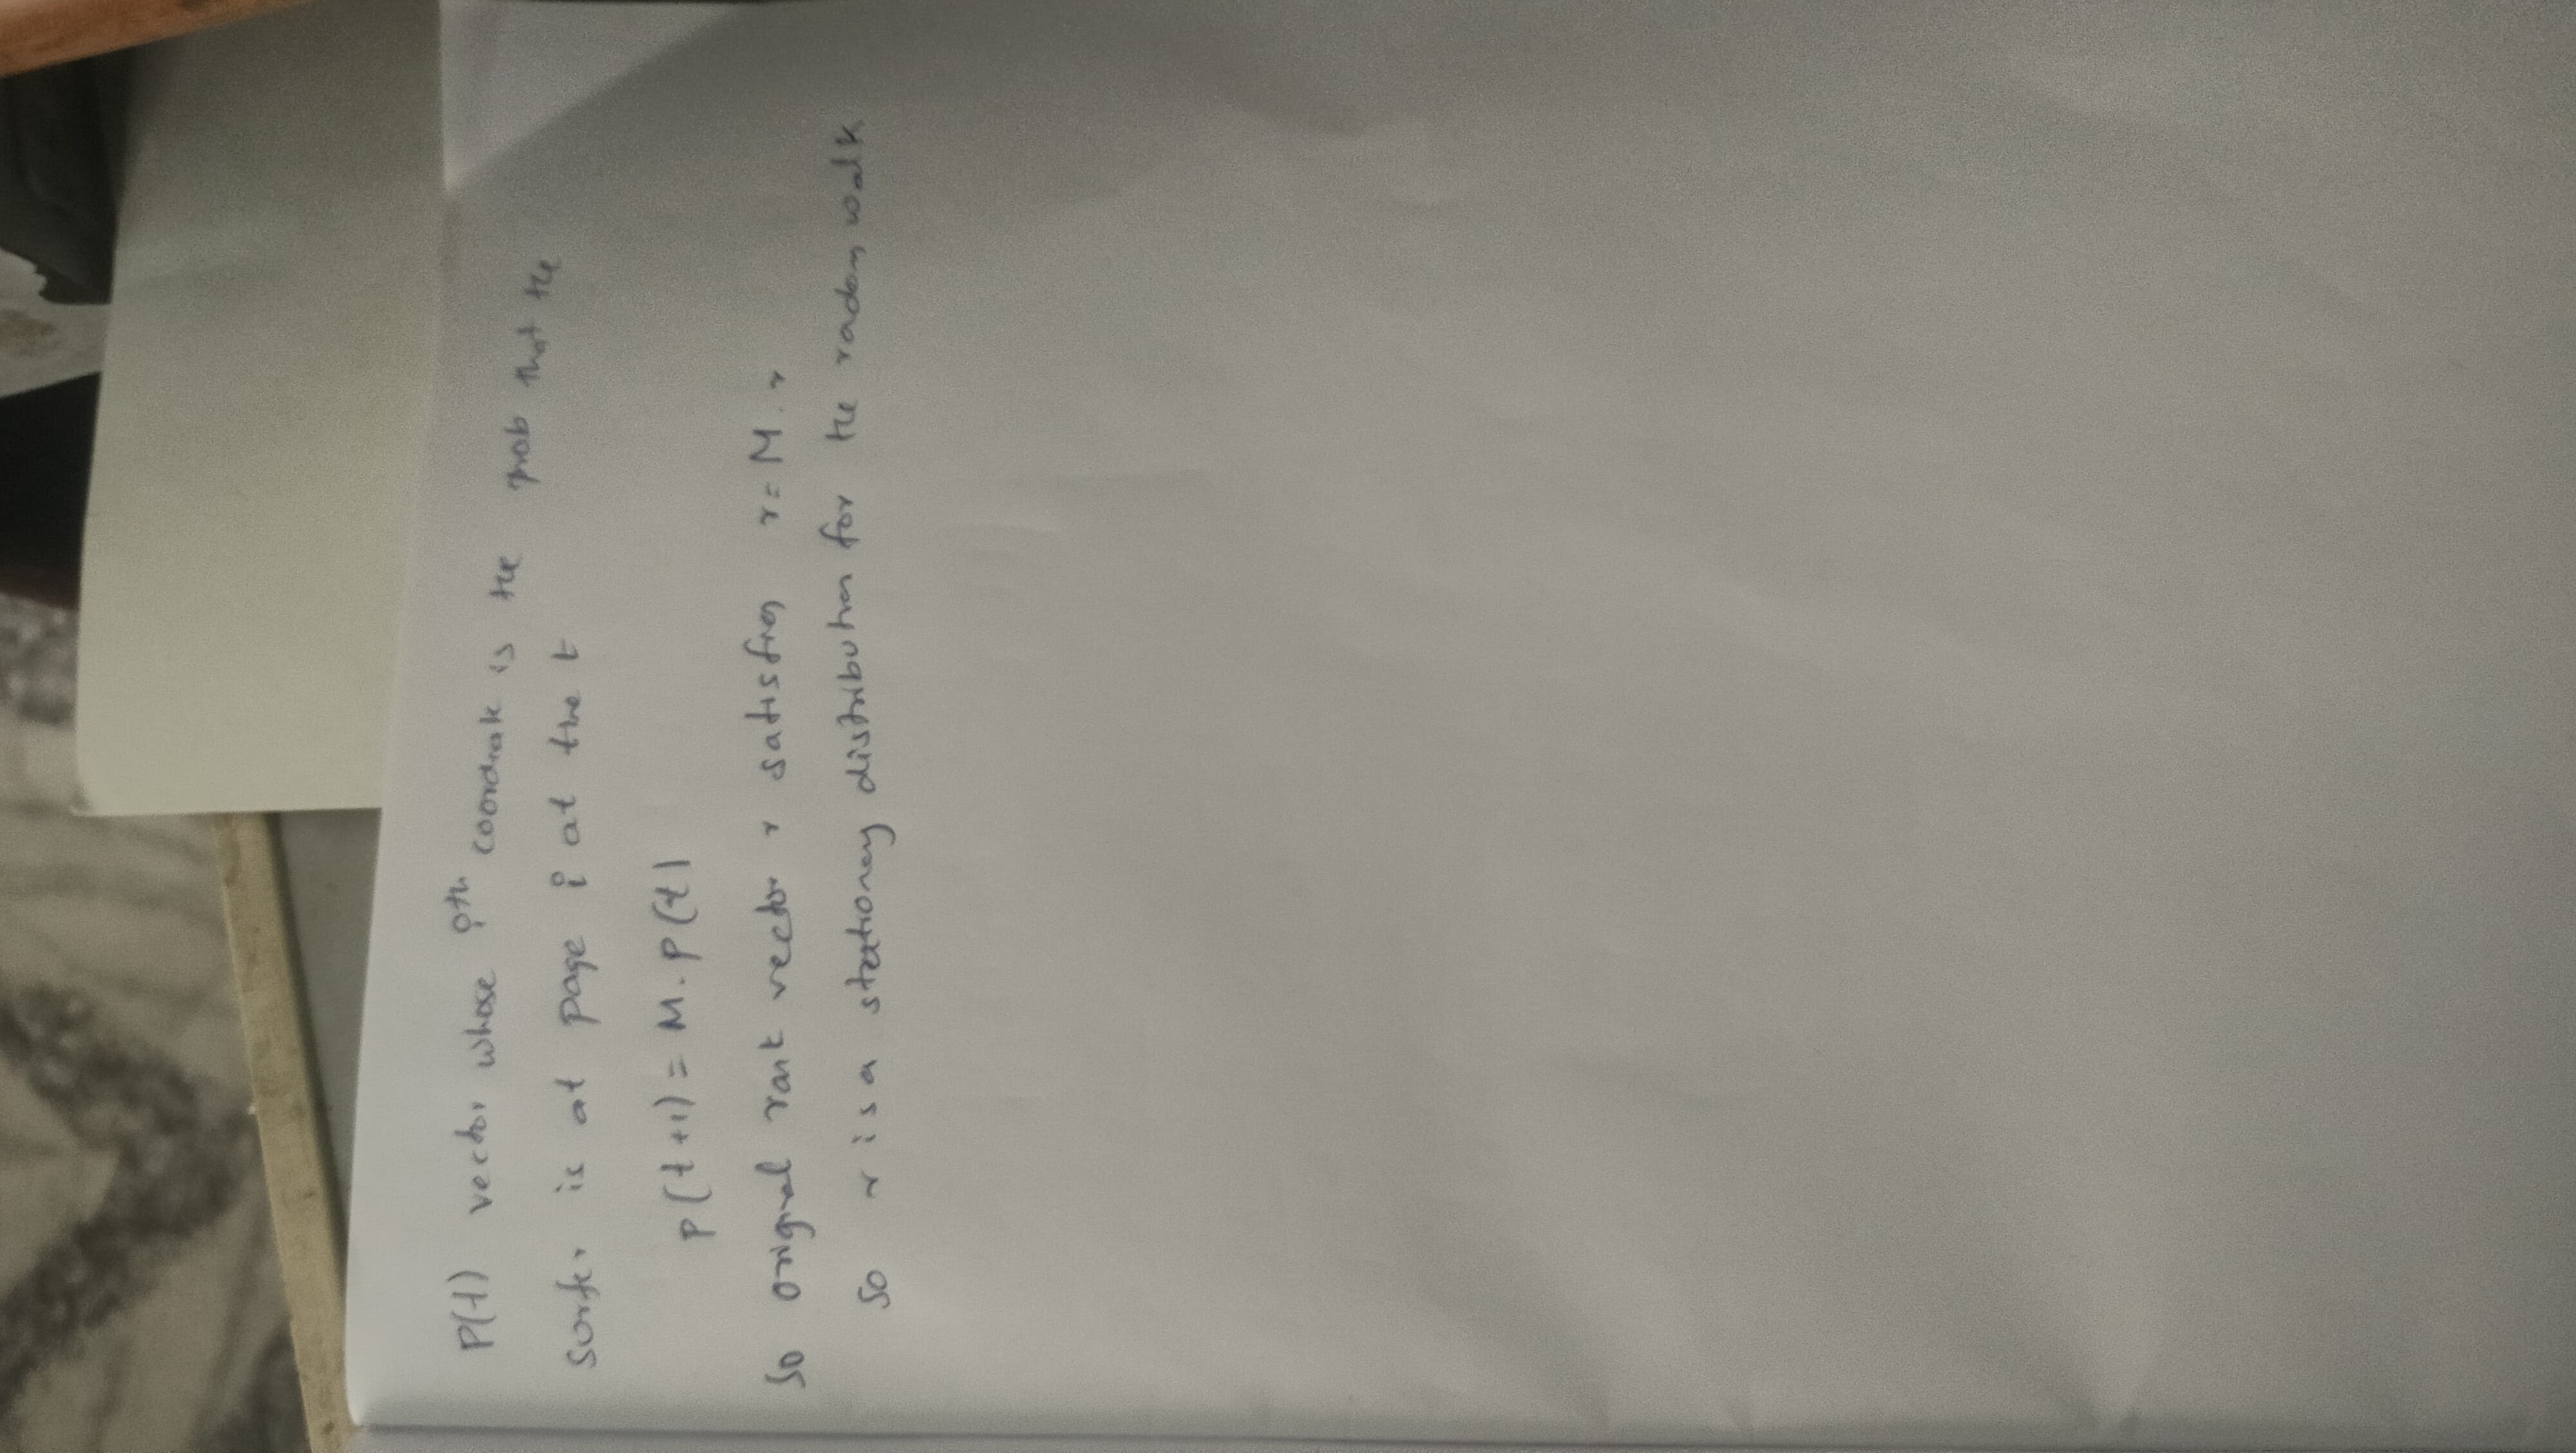 P(t) vector whose ith coordinate is the prob that the
surfer is at page i at the t
P(t+1) = M.P(t)
So original rank vector r satisfies r = M.r
So r is a stationary distribution for the random walk